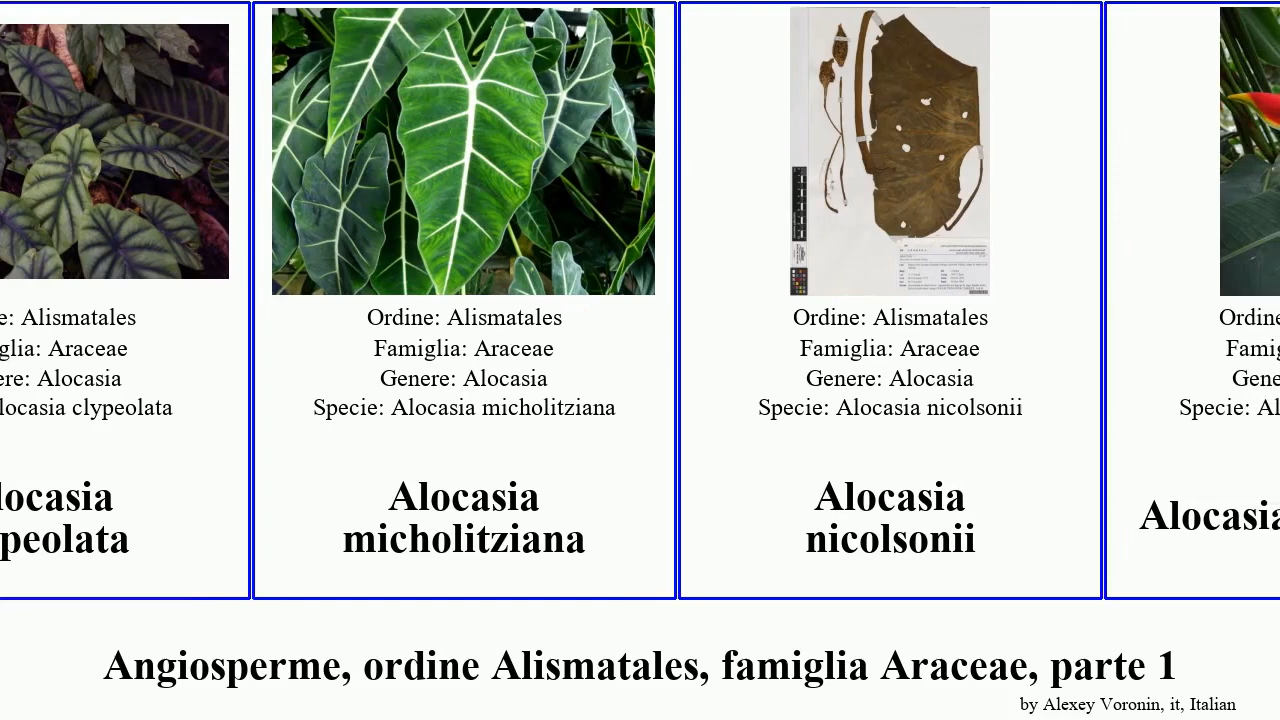 e: Alismatales
glia: Araceae
ere: Alocasia
locasia clypeolata
locasia
peolata
Ordine: Alismatales
Famiglia: Araceae
Genere: Alocasia
Specie: Alocasia micholitziana
Alocasia
micholitziana
Ordine: Alismatales
Famiglia: Araceae
Genere: Alocasia
Specie: Alocasia nicolsonii
Alocasia
nicolsonii
Ordine
Famig
Gene
Specie: Al
Alocasia
Angiosperme, ordine Alismatales, famiglia Araceae, parte 1
by Alexey Voronin, it, Italian